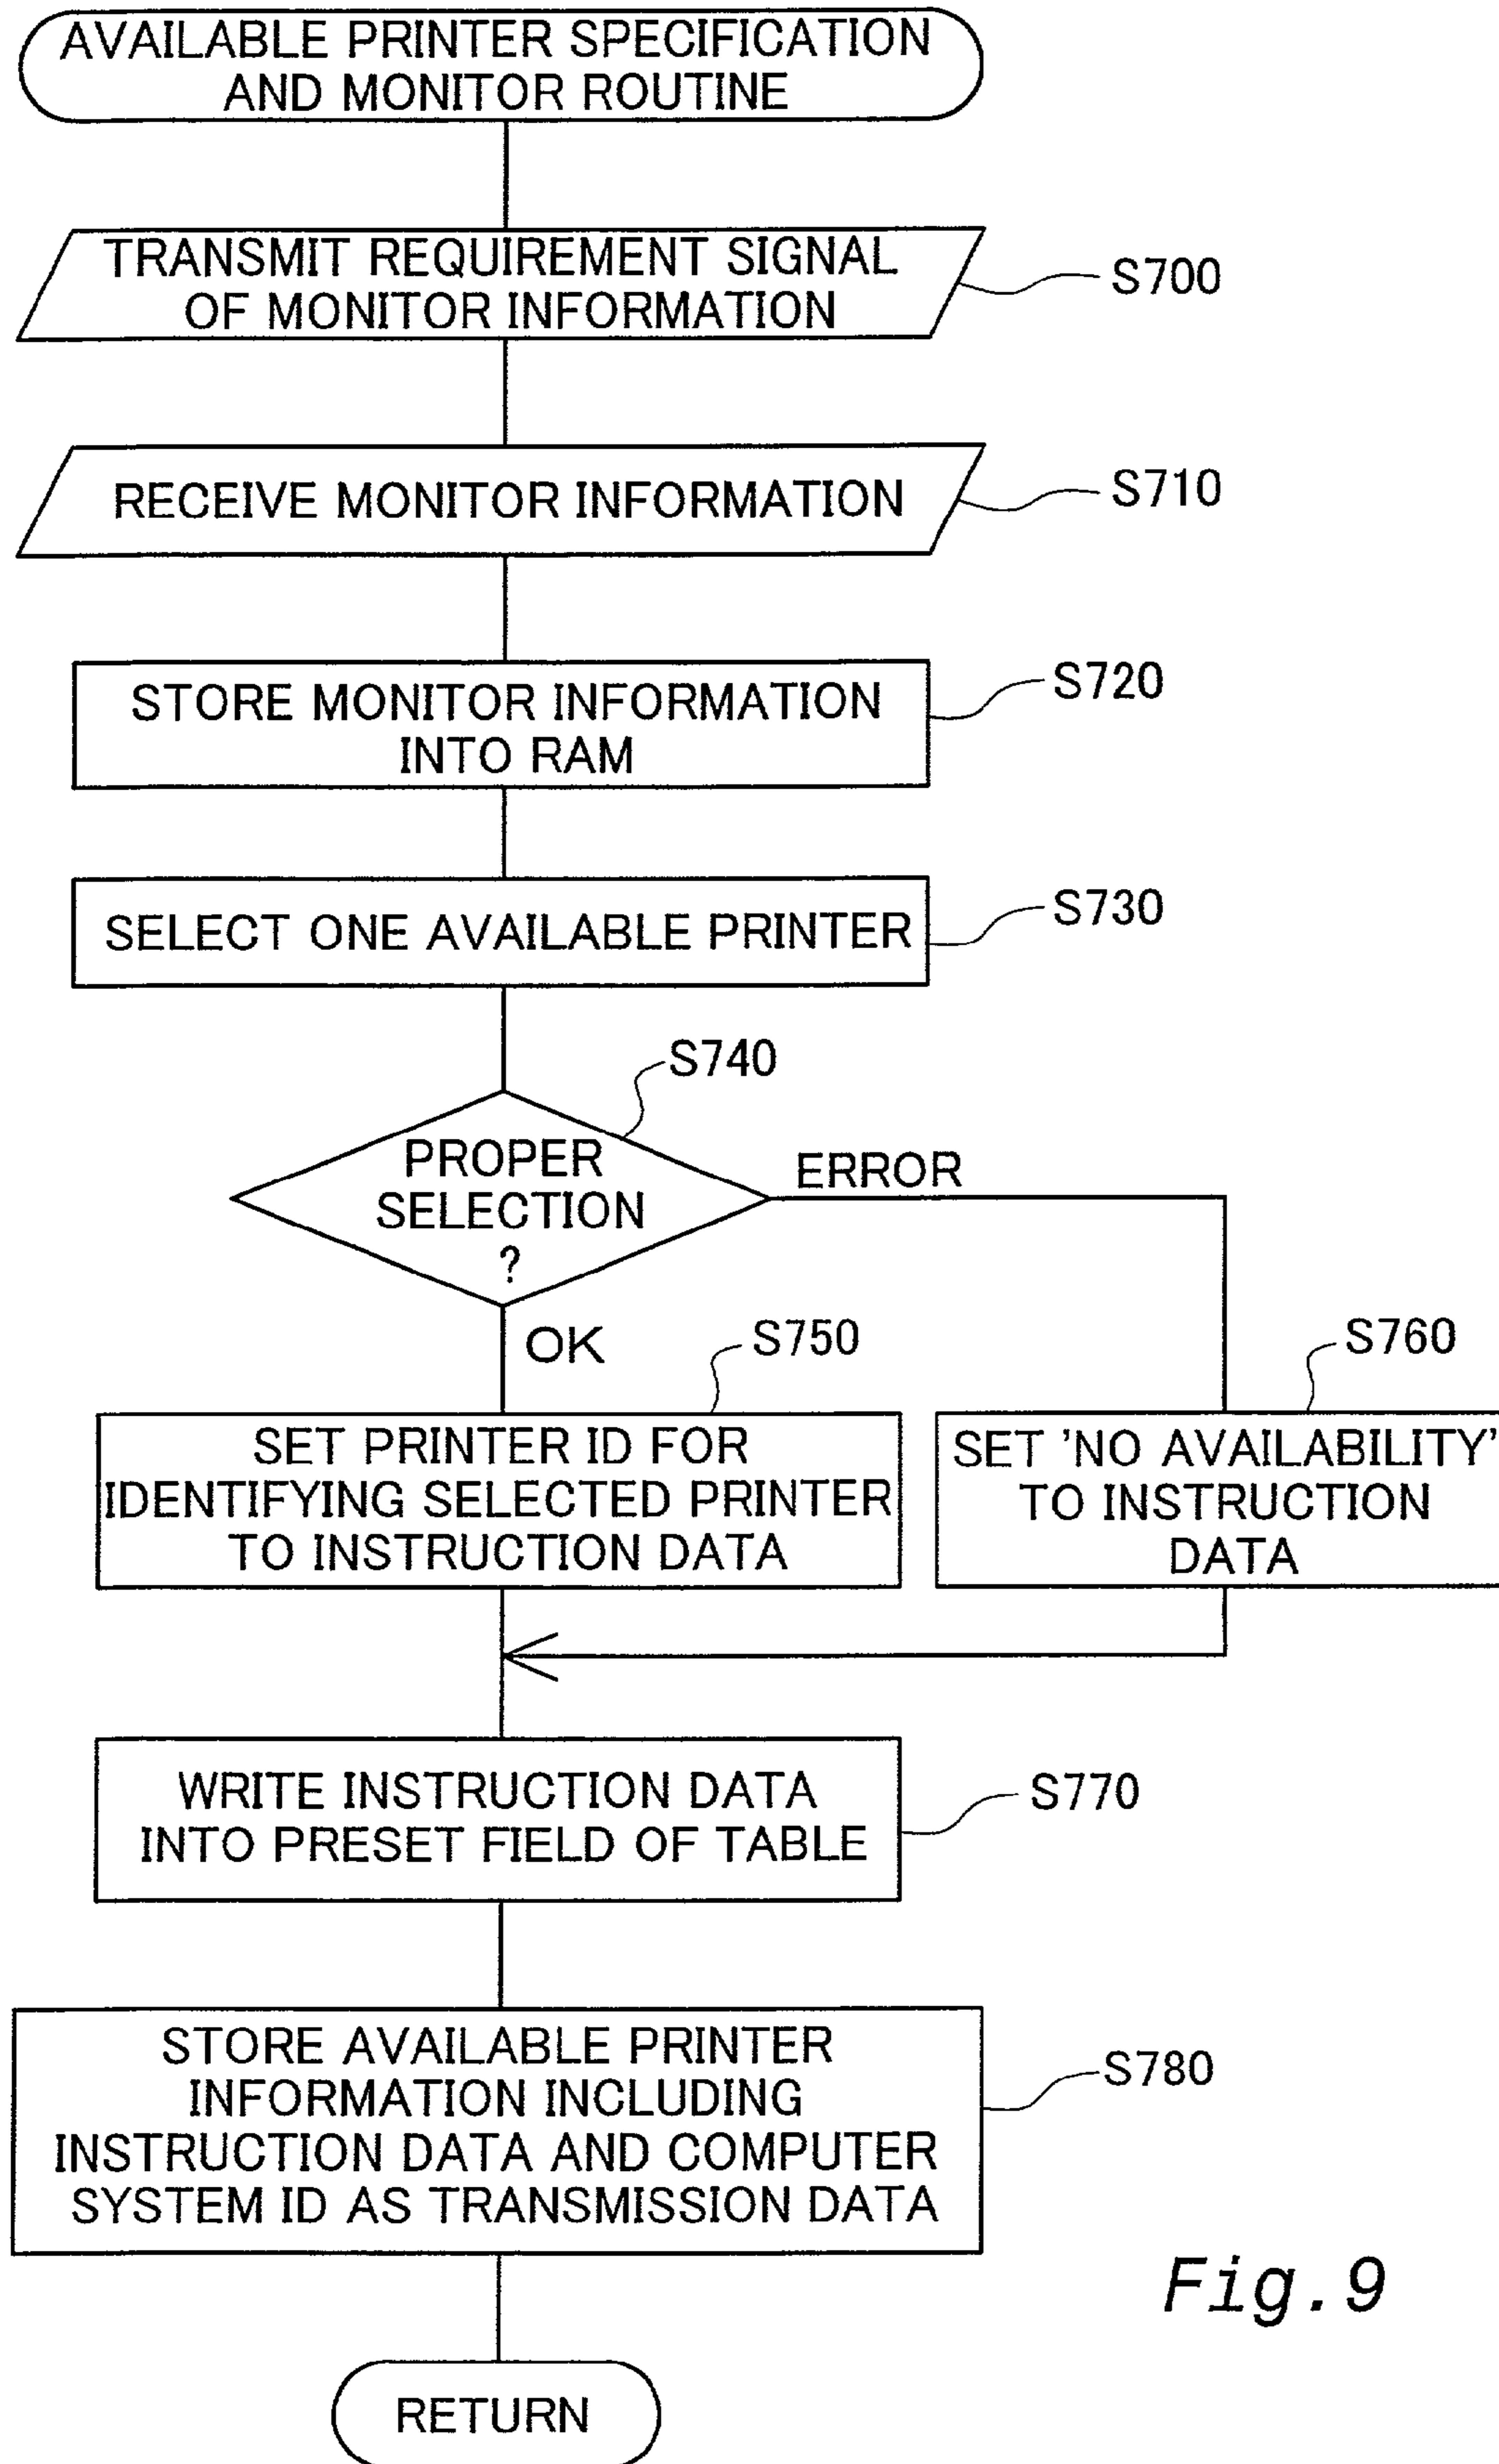 AVAILABLE PRINTER SPECIFICATION
AND MONITOR ROUTINE
TRANSMIT REQUIREMENT SIGNAL
OF MONITOR INFORMATION
S700
RECEIVE MONITOR INFORMATION
S710
STORE MONITOR INFORMATION
INTO RAM
S720
SELECT ONE AVAILABLE PRINTER
S730
S740
PROPER
SELECTION
?
ERROR
OK
S750
SET PRINTER ID FOR
IDENTIFYING SELECTED PRINTER
TO INSTRUCTION DATA
S760
SET 'NO AVAILABILITY'
TO INSTRUCTION
DATA
WRITE INSTRUCTION DATA
INTO PRESET FIELD OF TABLE
S770
STORE AVAILABLE PRINTER
INFORMATION INCLUDING
INSTRUCTION DATA AND COMPUTER
SYSTEM ID AS TRANSMISSION DATA
S780
Fig.9
RETURN